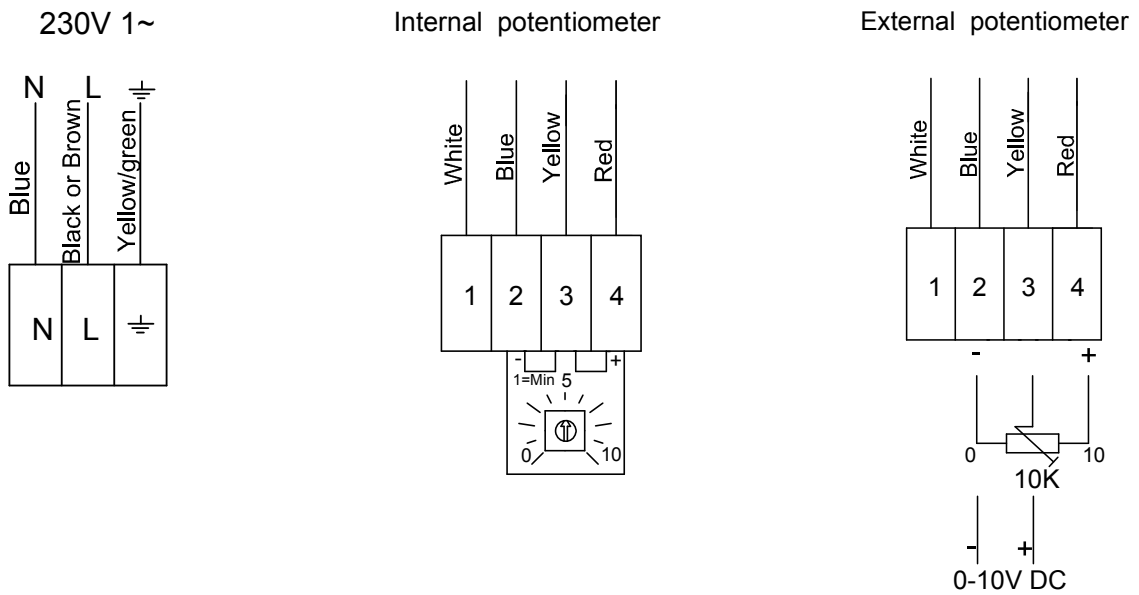 230V 1~
N L ⏚
Blue
Black or Brown
Yellow/green
N L ⏚
Internal potentiometer
White
Blue
Yellow
Red
1 2 3 4
- +
1=Min 5
0 10
External potentiometer
White
Blue
Yellow
Red
1 2 3 4
- +
0 10
10K
- +
0-10V DC